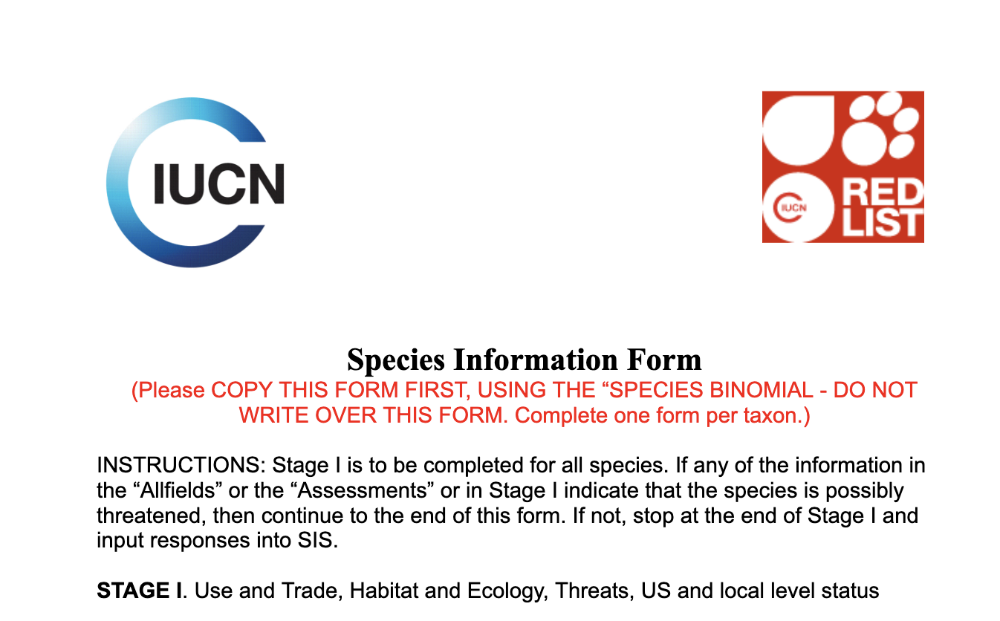 IUCN
RED
LIST
IUCN
Species Information Form
(Please COPY THIS FORM FIRST, USING THE “SPECIES BINOMIAL - DO NOT
WRITE OVER THIS FORM. Complete one form per taxon.)
INSTRUCTIONS: Stage I is to be completed for all species. If any of the information in
the “Allfields” or the “Assessments” or in Stage I indicate that the species is possibly
threatened, then continue to the end of this form. If not, stop at the end of Stage I and
input responses into SIS.
STAGE I. Use and Trade, Habitat and Ecology, Threats, US and local level status